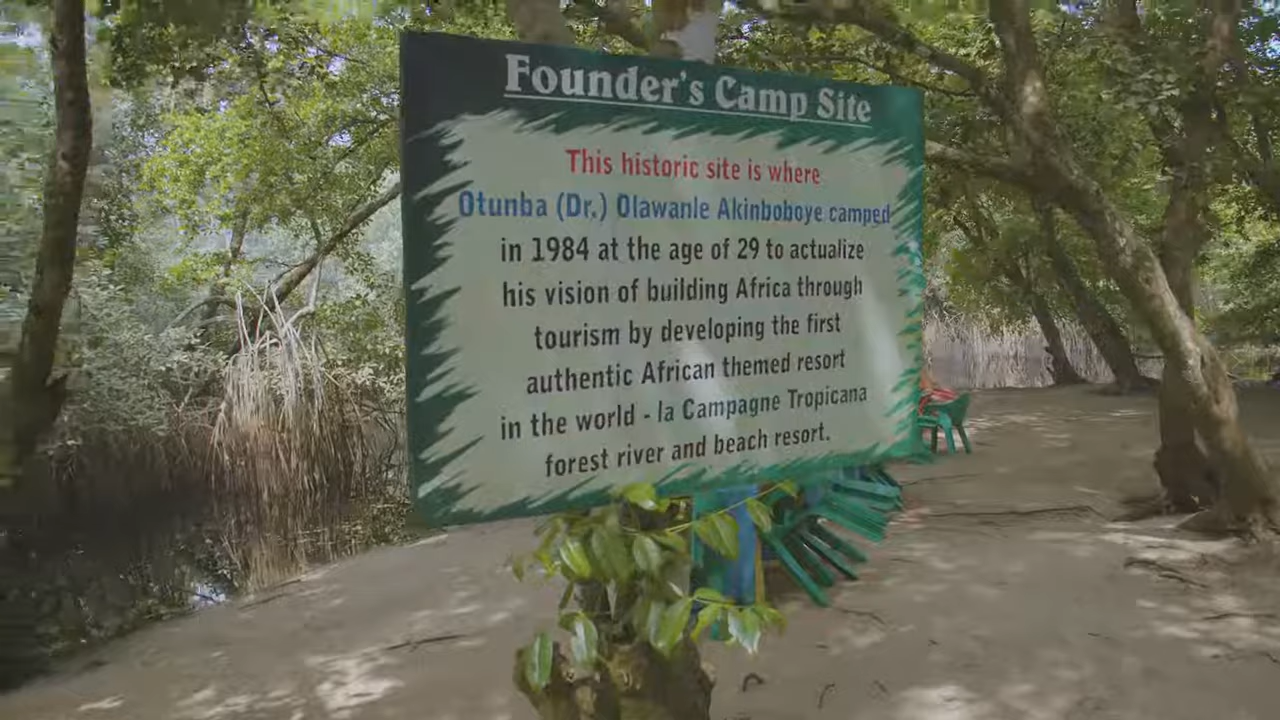 Founder's Camp Site
This historic site is where
Otunba (Dr.) Olawanle Akinboboye camped
in 1984 at the age of 29 to actualize
his vision of building Africa through
tourism by developing the first
authentic African themed resort
in the world - la Campagne Tropicana
forest river and beach resort.